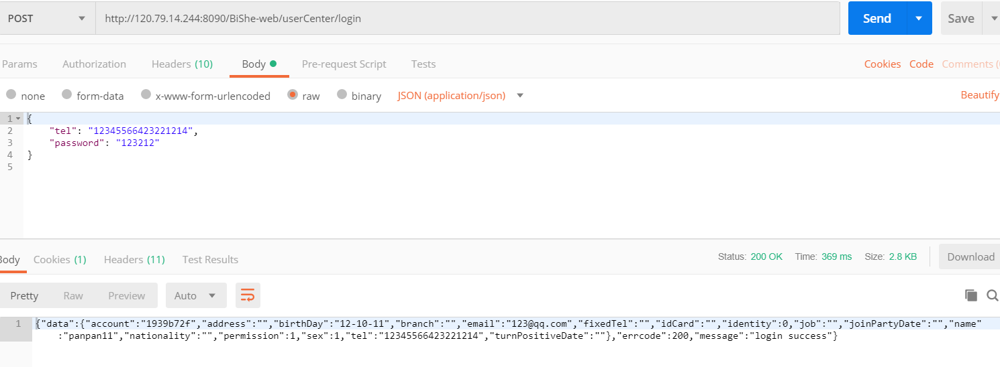 POST http://120.79.14.244:8090/BiShe-web/userCenter/login Send Save
Params Authorization Headers (10) Body Pre-request Script Tests Cookies Code Comments (
none form-data x-www-form-urlencoded raw binary JSON (application/json) Beautify
1 {
2 "tel": "12345566423221214",
3 "password": "123212"
4 }
5
Body Cookies (1) Headers (11) Test Results Status: 200 OK Time: 369 ms Size: 2.8 KB Download
Pretty Raw Preview Auto
1 {"data":{"account":"1939b72f","address":"","birthDay":"12-10-11","branch":"","email":"123@qq.com","fixedTel":"","idCard":"","identity":0,"job":"","joinPartyDate":"","name"
:"panpan11","nationality":"","permission":1,"sex":1,"tel":"12345566423221214","turnPositiveDate":""},"errcode":200,"message":"login success"}